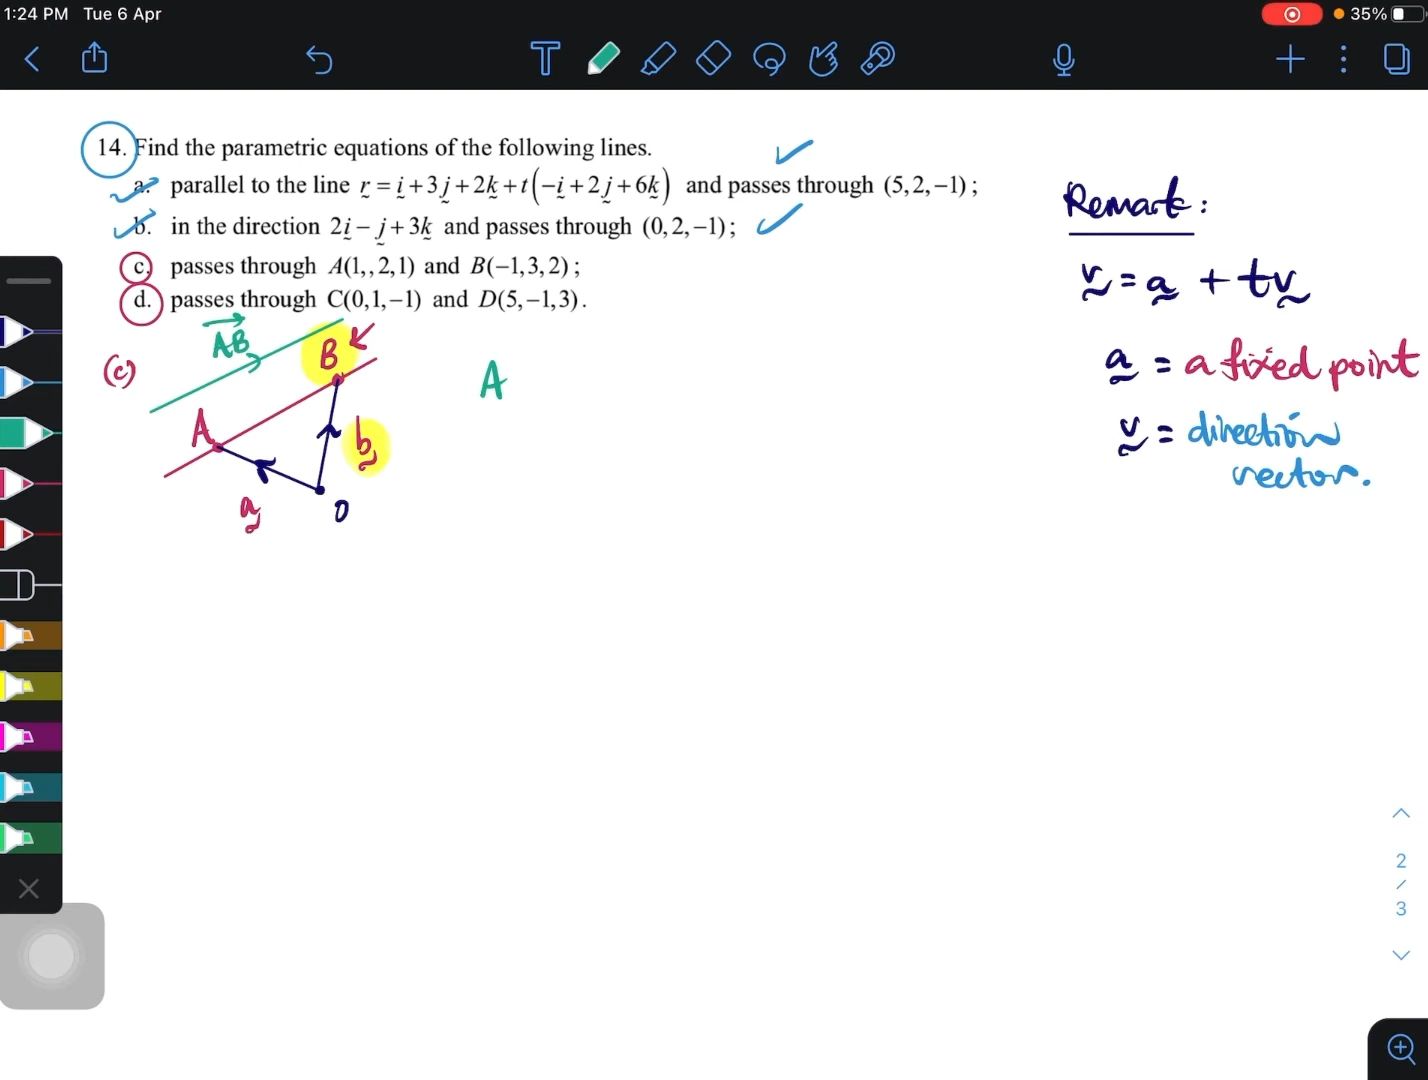 1:24 PM Tue 6 Apr
35%
14. Find the parametric equations of the following lines.
a. parallel to the line r = i + 3j + 2k + t(−i + 2j + 6k) and passes through (5, 2, −1);
b. in the direction 2i − j + 3k and passes through (0, 2, −1);
c. passes through A(1,,2,1) and B(−1,3,2);
d. passes through C(0,1,−1) and D(5,−1,3).
(c)
AB
B
A
b
a
O
A
Remark:
r = a + tv
a = a fixed point
v = direction
vector.
2
/
3